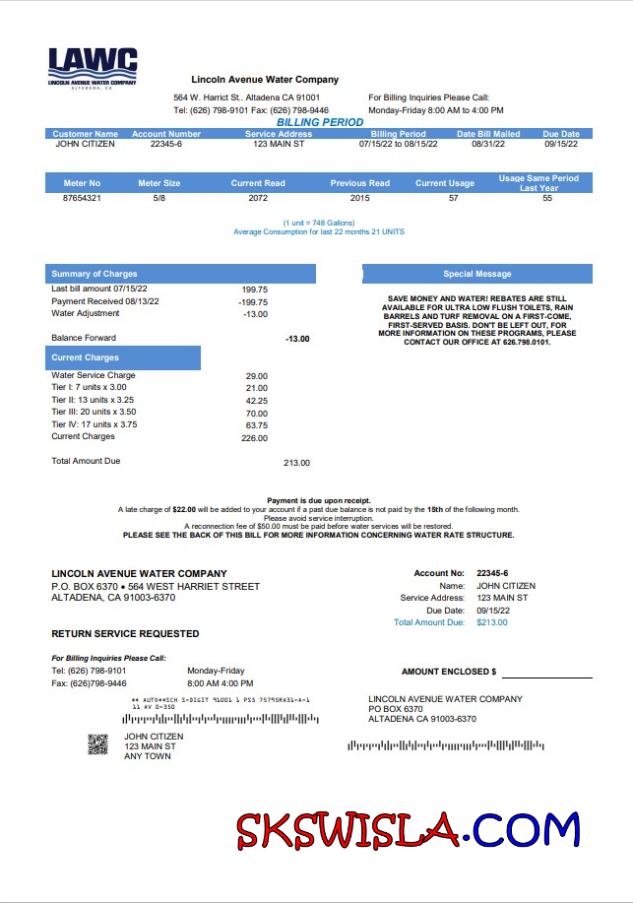 LAWC
LINCOLN AVENUE WATER COMPANY
ALTADENA, CA
Lincoln Avenue Water Company
564 W. Harrict St.. Altadena CA 91001 For Billing Inquiries Please Call:
Tel: (626) 798-9101 Fax: (626) 798-9446 Monday-Friday 8:00 AM to 4:00 PM
BILLING PERIOD
Customer Name Account Number Service Address Billing Period Date Bill Mailed Due Date
JOHN CITIZEN 22345-6 123 MAIN ST 07/15/22 to 08/15/22 08/31/22 09/15/22
Meter No Meter Size Current Read Previous Read Current Usage Usage Same Period Last Year
87654321 5/8 2072 2015 57 55
(1 unit = 748 Gallons)
Average Consumption for last 22 months 21 UNITS
Summary of Charges
Last bill amount 07/15/22 199.75
Payment Received 08/13/22 -199.75
Water Adjustment -13.00
Balance Forward -13.00
Special Message
SAVE MONEY AND WATER! REBATES ARE STILL
AVAILABLE FOR ULTRA LOW FLUSH TOILETS, RAIN
BARRELS AND TURF REMOVAL ON A FIRST-COME,
FIRST-SERVED BASIS. DON'T BE LEFT OUT, FOR
MORE INFORMATION ON THESE PROGRAMS, PLEASE
CONTACT OUR OFFICE AT 626.798.0101.
Current Charges
Water Service Charge 29.00
Tier I: 7 units x 3.00 21.00
Tier II: 13 units x 3.25 42.25
Tier III: 20 units x 3.50 70.00
Tier IV: 17 units x 3.75 63.75
Current Charges 226.00
Total Amount Due 213.00
Payment is due upon receipt.
A late charge of $22.00 will be added to your account if a past due balance is not paid by the 15th of the following month.
Please avoid service interruption.
A reconnection fee of $50.00 must be paid before water services will be restored.
PLEASE SEE THE BACK OF THIS BILL FOR MORE INFORMATION CONCERNING WATER RATE STRUCTURE.
LINCOLN AVENUE WATER COMPANY
P.O. BOX 6370 • 564 WEST HARRIET STREET
ALTADENA, CA 91003-6370
RETURN SERVICE REQUESTED
Account No: 22345-6
Name: JOHN CITIZEN
Service Address: 123 MAIN ST
Due Date: 09/15/22
Total Amount Due: $213.00
For Billing Inquiries Please Call:
Tel: (626) 798-9101 Monday-Friday
Fax: (626)798-9446 8:00 AM 4:00 PM
AMOUNT ENCLOSED $
** AUTO**SCH 5-DIGIT 91001 1 PSS
11 AV 0-350
JOHN CITIZEN
123 MAIN ST
ANY TOWN
LINCOLN AVENUE WATER COMPANY
PO BOX 6370
ALTADENA CA 91003-6370
SKSWISLA.COM